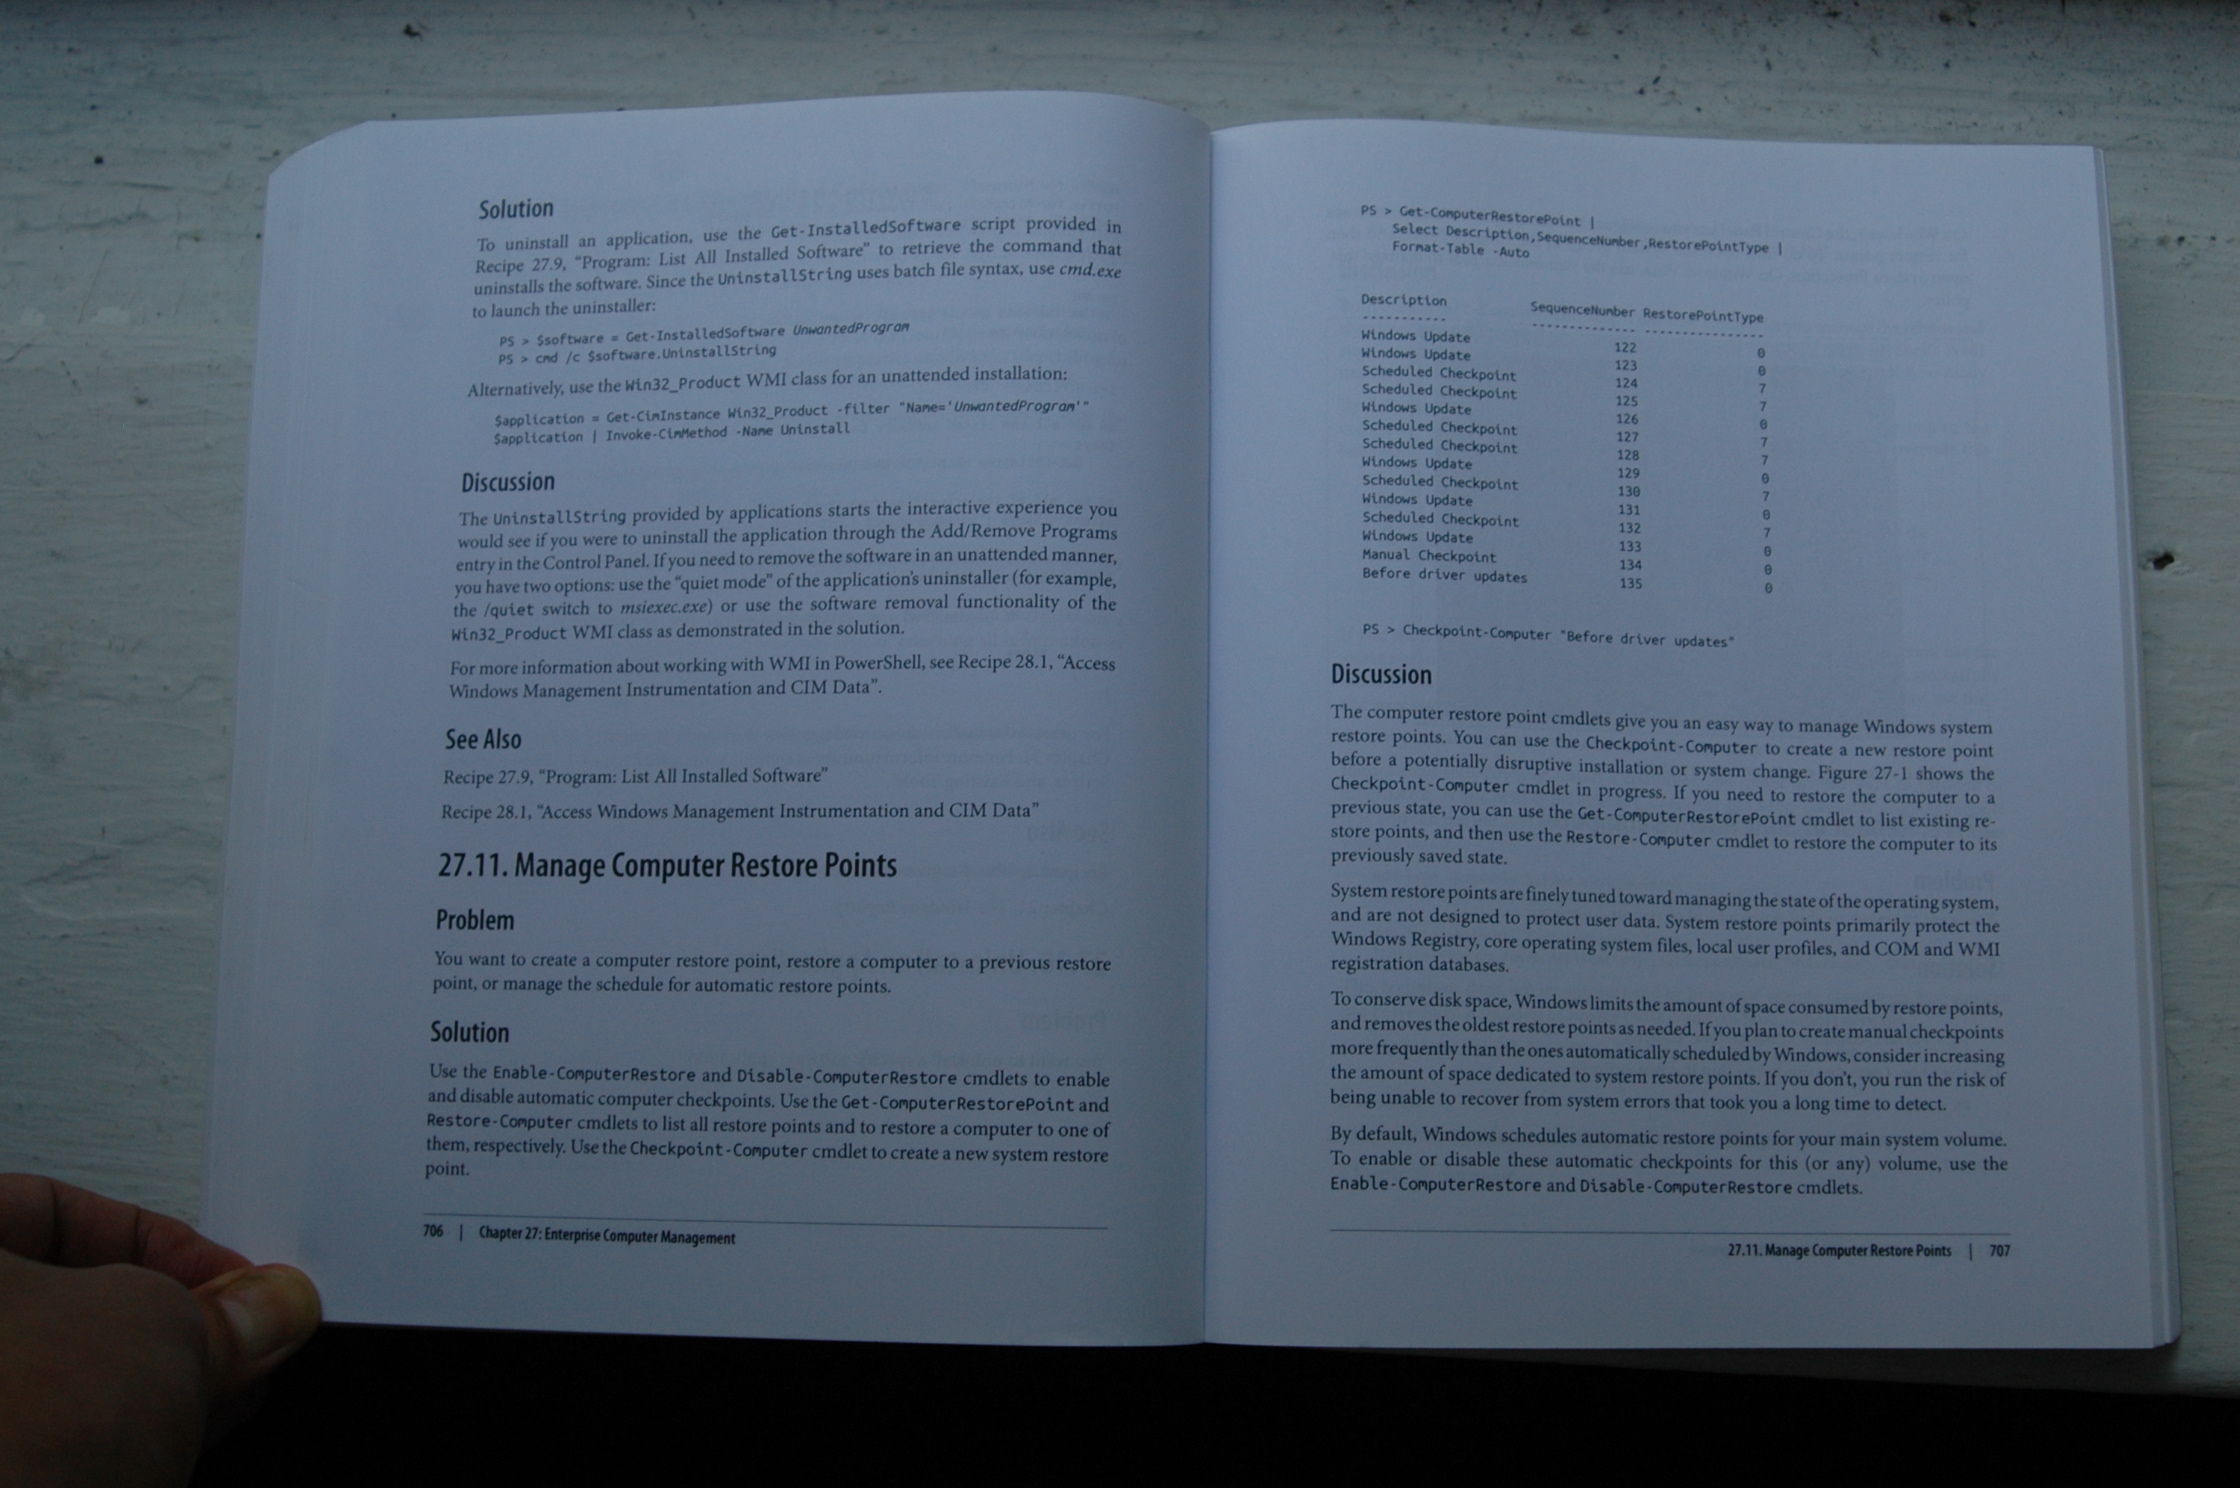 Solution
To uninstall an application, use the Get-InstalledSoftware script provided in
Recipe 27.9, “Program: List All Installed Software” to retrieve the command that
uninstalls the software. Since the UninstallString uses batch file syntax, use cmd.exe
to launch the uninstaller:
PS > $software = Get-InstalledSoftware UnwantedProgram
PS > cmd /c $software.UninstallString
Alternatively, use the Win32_Product WMI class for an unattended installation:
$application = Get-CimInstance Win32_Product -filter "Name='UnwantedProgram'"
$application | Invoke-CimMethod -Name Uninstall
Discussion
The UninstallString provided by applications starts the interactive experience you
would see if you were to uninstall the application through the Add/Remove Programs
entry in the Control Panel. If you need to remove the software in an unattended manner,
you have two options: use the “quiet mode” of the application’s uninstaller (for example,
the /quiet switch to msiexec.exe) or use the software removal functionality of the
Win32_Product WMI class as demonstrated in the solution.
For more information about working with WMI in PowerShell, see Recipe 28.1, “Access
Windows Management Instrumentation and CIM Data”.
See Also
Recipe 27.9, “Program: List All Installed Software”
Recipe 28.1, “Access Windows Management Instrumentation and CIM Data”
27.11. Manage Computer Restore Points
Problem
You want to create a computer restore point, restore a computer to a previous restore
point, or manage the schedule for automatic restore points.
Solution
Use the Enable-ComputerRestore and Disable-ComputerRestore cmdlets to enable
and disable automatic computer checkpoints. Use the Get-ComputerRestorePoint and
Restore-Computer cmdlets to list all restore points and to restore a computer to one of
them, respectively. Use the Checkpoint-Computer cmdlet to create a new system restore
point.
706 | Chapter 27: Enterprise Computer Management
PS > Get-ComputerRestorePoint |
Select Description,SequenceNumber,RestorePointType |
Format-Table -Auto
Description SequenceNumber RestorePointType
----------- -------------- ----------------
Windows Update 122 0
Windows Update 123 0
Scheduled Checkpoint 124 7
Scheduled Checkpoint 125 7
Windows Update 126 0
Scheduled Checkpoint 127 7
Scheduled Checkpoint 128 7
Windows Update 129 0
Scheduled Checkpoint 130 7
Windows Update 131 0
Scheduled Checkpoint 132 7
Windows Update 133 0
Manual Checkpoint 134 0
Before driver updates 135 0
PS > Checkpoint-Computer "Before driver updates"
Discussion
The computer restore point cmdlets give you an easy way to manage Windows system
restore points. You can use the Checkpoint-Computer to create a new restore point
before a potentially disruptive installation or system change. Figure 27-1 shows the
Checkpoint-Computer cmdlet in progress. If you need to restore the computer to a
previous state, you can use the Get-ComputerRestorePoint cmdlet to list existing re-
store points, and then use the Restore-Computer cmdlet to restore the computer to its
previously saved state.
System restore points are finely tuned toward managing the state of the operating system,
and are not designed to protect user data. System restore points primarily protect the
Windows Registry, core operating system files, local user profiles, and COM and WMI
registration databases.
To conserve disk space, Windows limits the amount of space consumed by restore points,
and removes the oldest restore points as needed. If you plan to create manual checkpoints
more frequently than the ones automatically scheduled by Windows, consider increasing
the amount of space dedicated to system restore points. If you don’t, you run the risk of
being unable to recover from system errors that took you a long time to detect.
By default, Windows schedules automatic restore points for your main system volume.
To enable or disable these automatic checkpoints for this (or any) volume, use the
Enable-ComputerRestore and Disable-ComputerRestore cmdlets.
27.11. Manage Computer Restore Points | 707